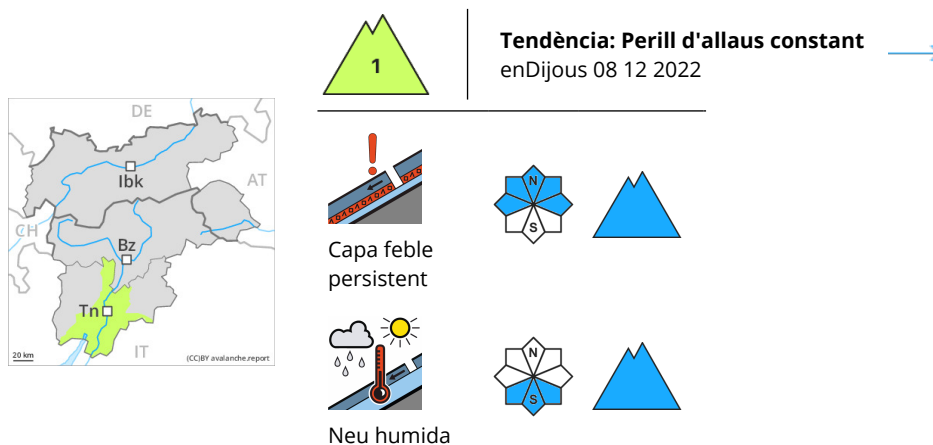 1
Tendència: Perill d'allaus constant
enDijous 08 12 2022
DE
Ibk
AT
CH
Bz
Tn
IT
20 km
(CC)BY avalanche.report
N
S
Capa feble
persistent
N
S
Neu humida